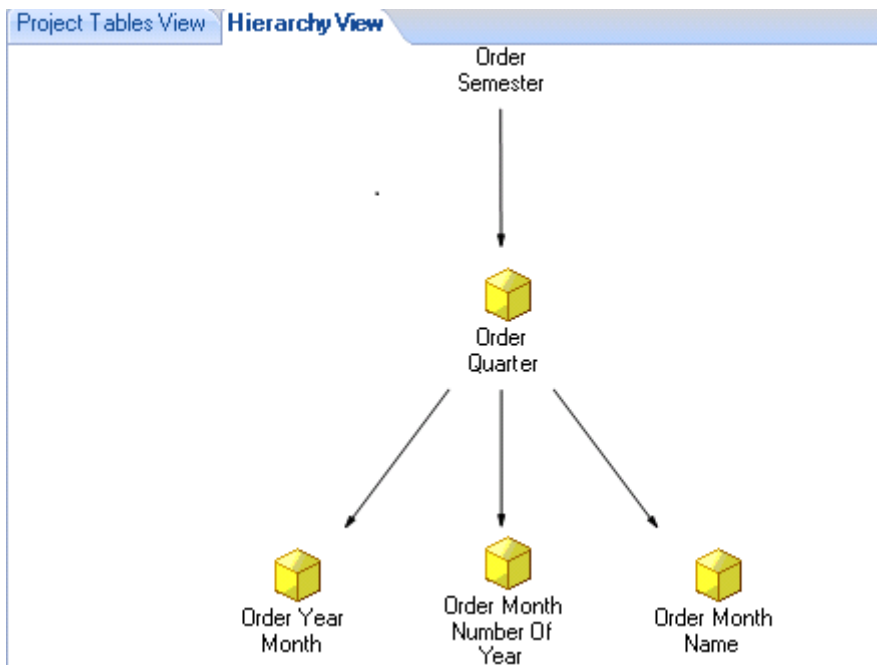 Project Tables View
Hierarchy View
Order
Semester
Order
Quarter
Order Year
Month
Order Month
Number Of
Year
Order Month
Name